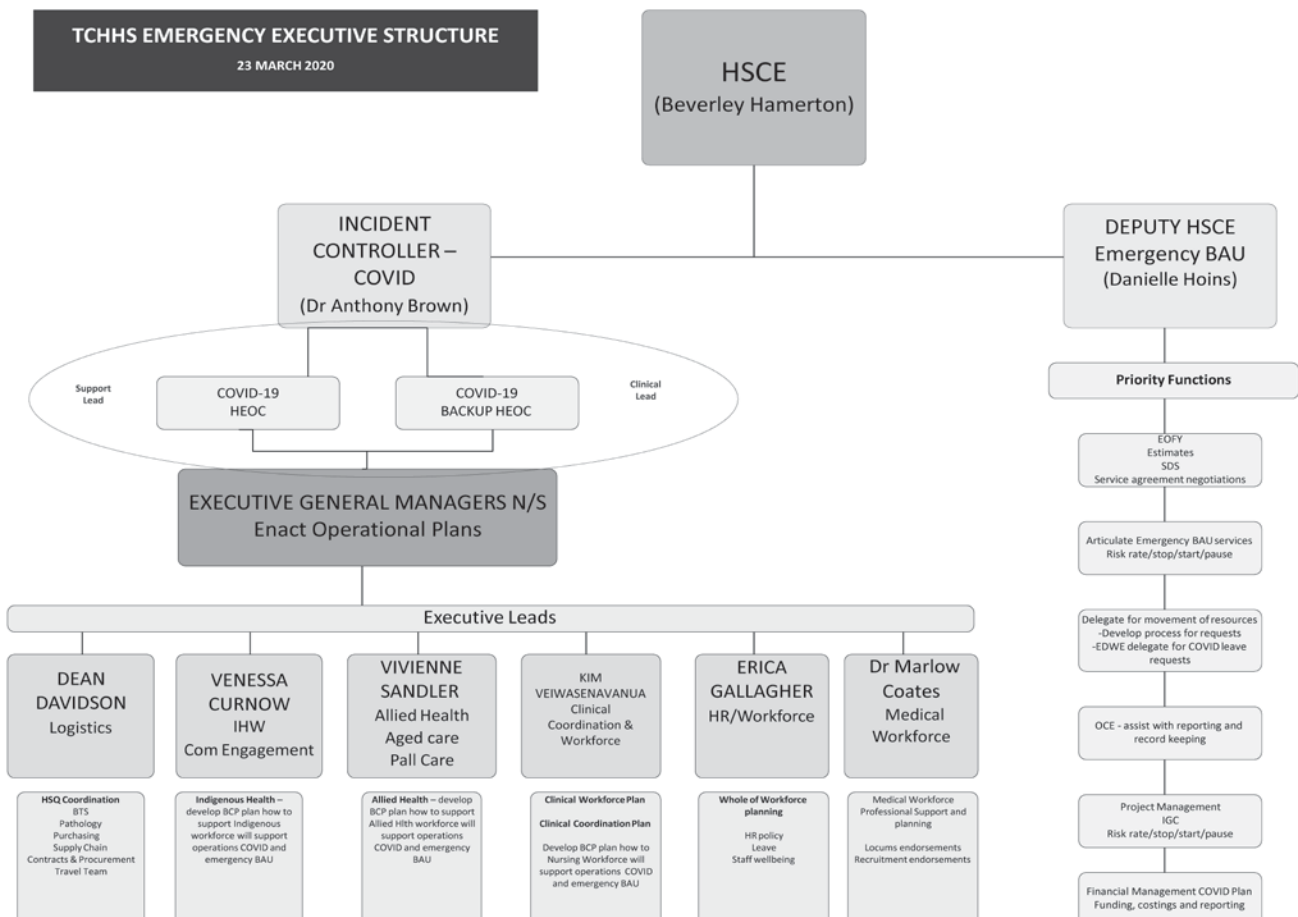 TCHHS EMERGENCY EXECUTIVE STRUCTURE
23 MARCH 2020
HSCE
(Beverley Hamerton)
INCIDENT
CONTROLLER –
COVID
(Dr Anthony Brown)
DEPUTY HSCE
Emergency BAU
(Danielle Hoins)
Support
Lead
COVID-19
HEOC
COVID-19
BACKUP HEOC
Clinical
Lead
EXECUTIVE GENERAL MANAGERS N/S
Enact Operational Plans
Executive Leads
DEAN
DAVIDSON
Logistics
VENESSA
CURNOW
IHW
Com Engagement
VIVIENNE
SANDLER
Allied Health
Aged care
Pall Care
KIM
VEIWASENAVANUA
Clinical
Coordination &
Workforce
ERICA
GALLAGHER
HR/Workforce
Dr Marlow
Coates
Medical
Workforce
HSQ Coordination
BTS
Pathology
Purchasing
Supply Chain
Contracts & Procurement
Travel Team
Indigenous Health –
develop BCP plan how to
support Indigenous
workforce will support
operations COVID and
emergency BAU
Allied Health – develop
BCP plan how to support
Allied Hlth workforce will
support operations
COVID and emergency
BAU
Clinical Workforce Plan
Clinical Coordination Plan
Develop BCP plan how to
Nursing Workforce will
support operations COVID
and emergency BAU
Whole of Workforce
planning
HR policy
Leave
Staff wellbeing
Medical Workforce
Professional Support and
planning
Locums endorsements
Recruitment endorsements
Priority Functions
EOFY
Estimates
SDS
Service agreement negotiations
Articulate Emergency BAU services
Risk rate/stop/start/pause
Delegate for movement of resources
-Develop process for requests
-EDWE delegate for COVID leave
requests
OCE - assist with reporting and
record keeping
Project Management
IGC
Risk rate/stop/start/pause
Financial Management COVID Plan
Funding, costings and reporting